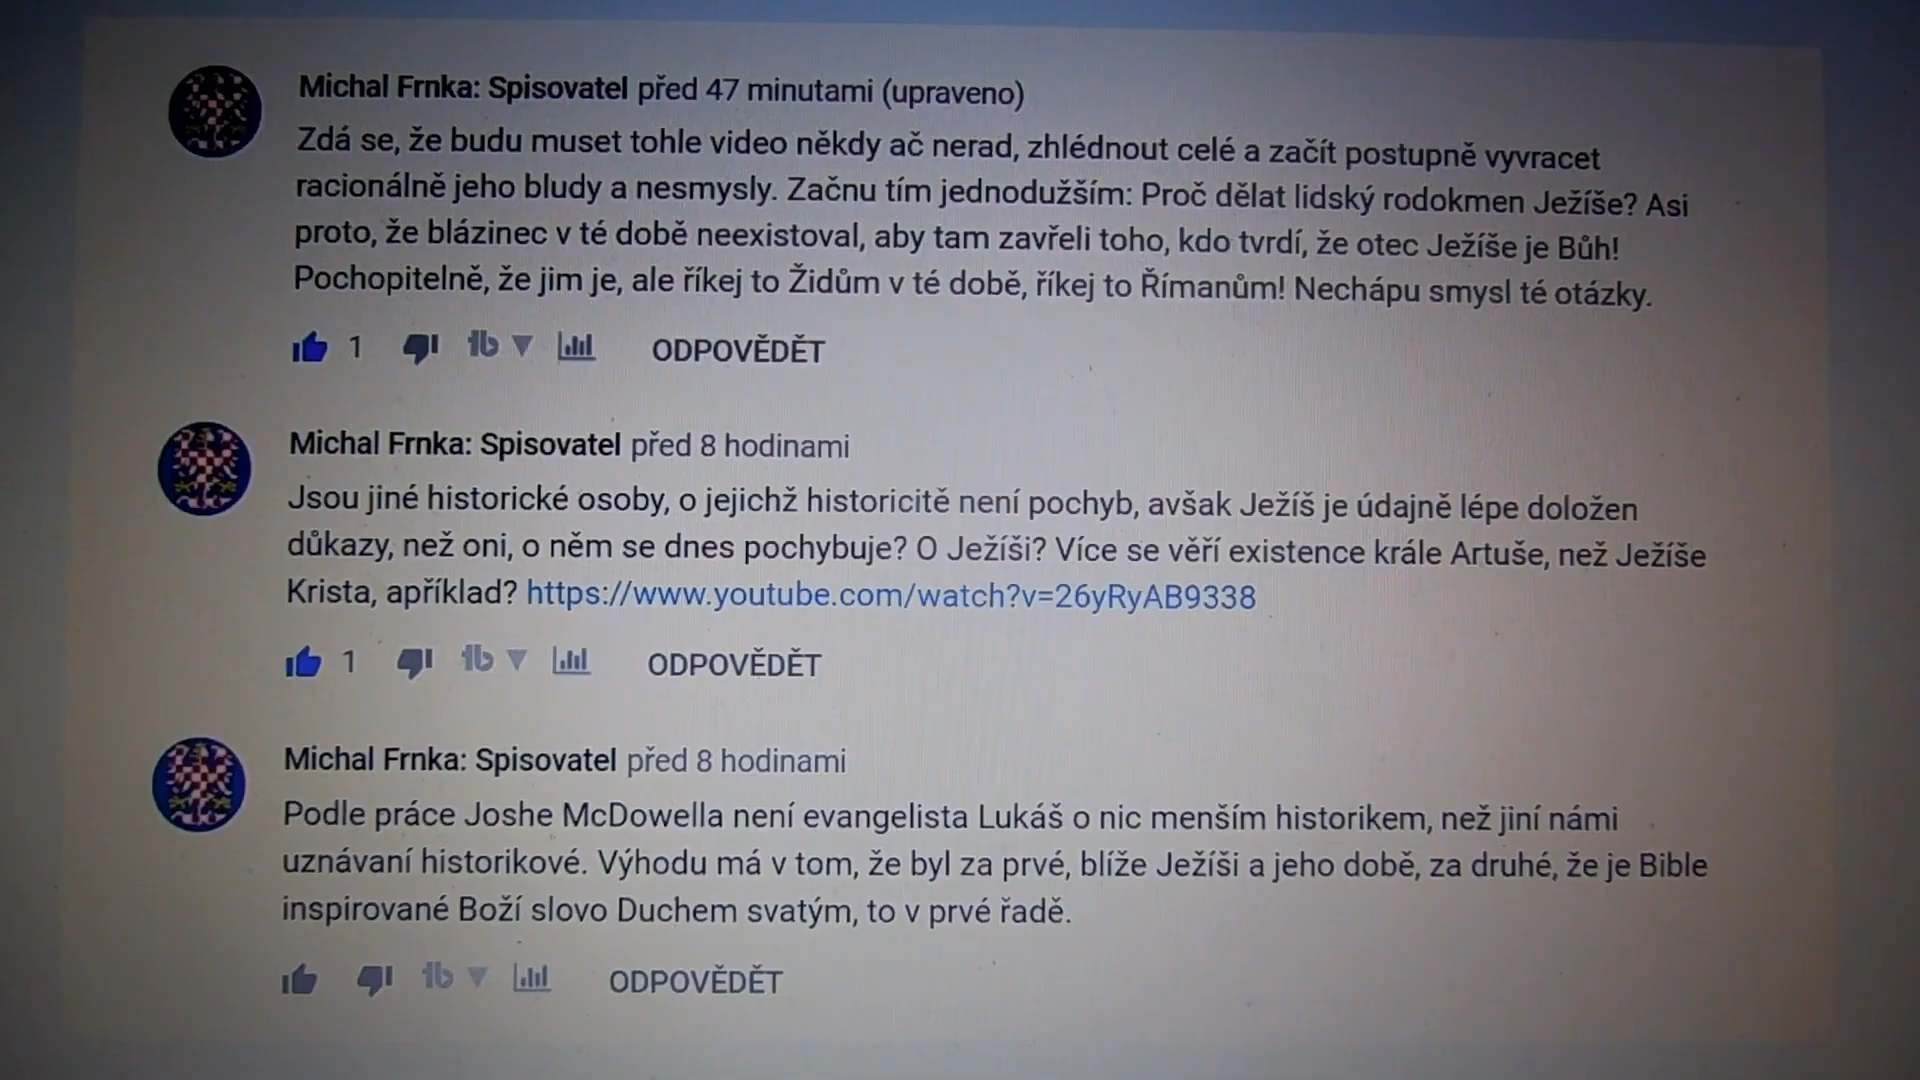 Michal Frnka: Spisovatel před 47 minutami (upraveno)
Zdá se, že budu muset tohle video někdy ač nerad, zhlédnout celé a začít postupně vyvracet
racionálně jeho bludy a nesmysly. Začnu tím jednodužším: Proč dělat lidský rodokmen Ježíše? Asi
proto, že blázinec v té době neexistoval, aby tam zavřeli toho, kdo tvrdí, že otec Ježíše je Bůh!
Pochopitelně, že jim je, ale říkej to Židům v té době, říkej to Římanům! Nechápu smysl té otázky.
1 tb ODPOVĚDĚT
Michal Frnka: Spisovatel před 8 hodinami
Jsou jiné historické osoby, o jejichž historicitě není pochyb, avšak Ježíš je údajně lépe doložen
důkazy, než oni, o něm se dnes pochybuje? O Ježíši? Více se věří existence krále Artuše, než Ježíše
Krista, apříklad? https://www.youtube.com/watch?v=26yRyAB9338
1 tb ODPOVĚDĚT
Michal Frnka: Spisovatel před 8 hodinami
Podle práce Joshe McDowella není evangelista Lukáš o nic menším historikem, než jiní námi
uznávaní historikové. Výhodu má v tom, že byl za prvé, blíže Ježíši a jeho době, za druhé, že je Bible
inspirované Boží slovo Duchem svatým, to v prvé řadě.
tb ODPOVĚDĚT